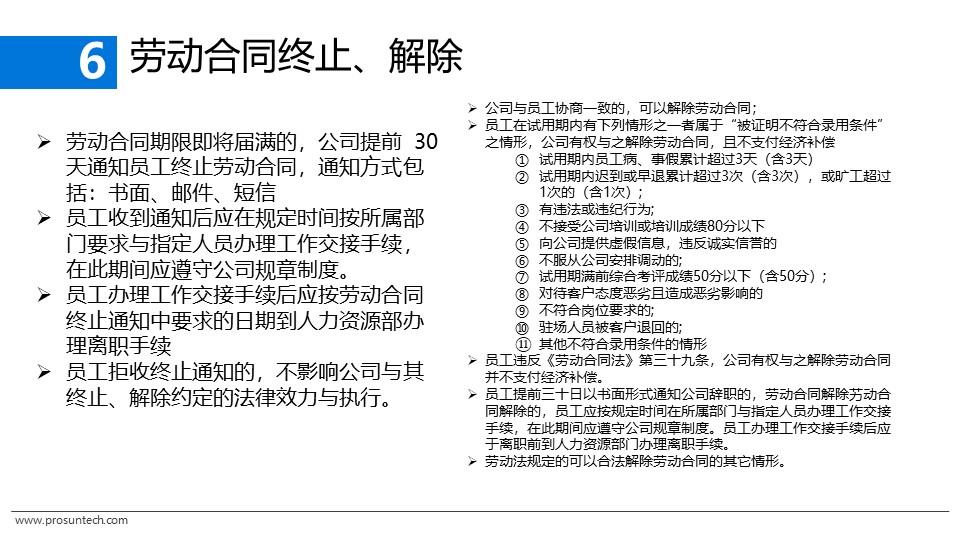 6 劳动合同终止、解除
➢ 劳动合同期限即将届满的，公司提前 30
天通知员工终止劳动合同，通知方式包
括：书面、邮件、短信
➢ 员工收到通知后应在规定时间按所属部
门要求与指定人员办理工作交接手续，
在此期间应遵守公司规章制度。
➢ 员工办理工作交接手续后应按劳动合同
终止通知中要求的日期到人力资源部办
理离职手续
➢ 员工拒收终止通知的，不影响公司与其
终止、解除约定的法律效力与执行。
➢ 公司与员工协商一致的，可以解除劳动合同；
➢ 员工在试用期内有下列情形之一者属于“被证明不符合录用条件”
之情形，公司有权与之解除劳动合同，且不支付经济补偿
① 试用期内员工病、事假累计超过3天（含3天）
② 试用期内迟到或早退累计超过3次（含3次），或旷工超过
1次的（含1次）；
③ 有违法或违纪行为;
④ 不接受公司培训或培训成绩80分以下
⑤ 向公司提供虚假信息，违反诚实信誉的
⑥ 不服从公司安排调动的;
⑦ 试用期满前综合考评成绩50分以下（含50分）;
⑧ 对待客户态度恶劣且造成恶劣影响的
⑨ 不符合岗位要求的;
⑩ 驻场人员被客户退回的;
⑪ 其他不符合录用条件的情形
➢ 员工违反《劳动合同法》第三十九条，公司有权与之解除劳动合同
并不支付经济补偿。
➢ 员工提前三十日以书面形式通知公司辞职的，劳动合同解除劳动合
同解除的，员工应按规定时间在所属部门与指定人员办理工作交接
手续，在此期间应遵守公司规章制度。员工办理工作交接手续后应
于离职前到人力资源部门办理离职手续。
➢ 劳动法规定的可以合法解除劳动合同的其它情形。
www.prosuntech.com